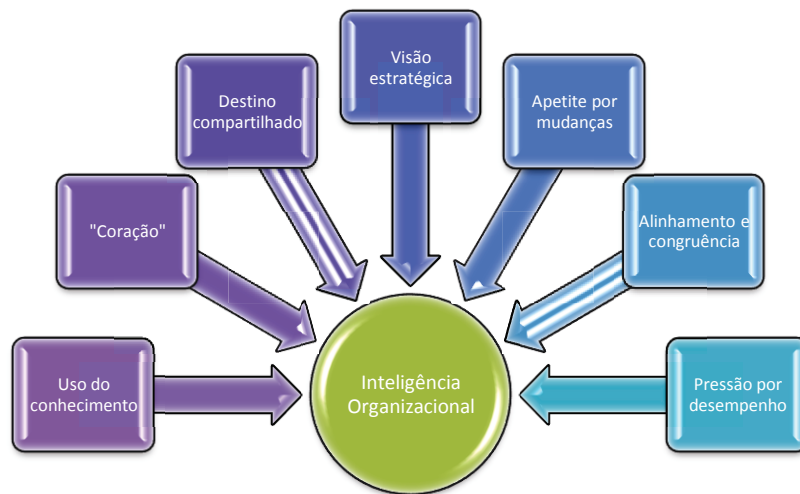 Visão
estratégica
Destino
compartilhado
Apetite por
mudanças
"Coração"
Alinhamento e
congruência
Uso do
conhecimento
Inteligência
Organizacional
Pressão por
desempenho